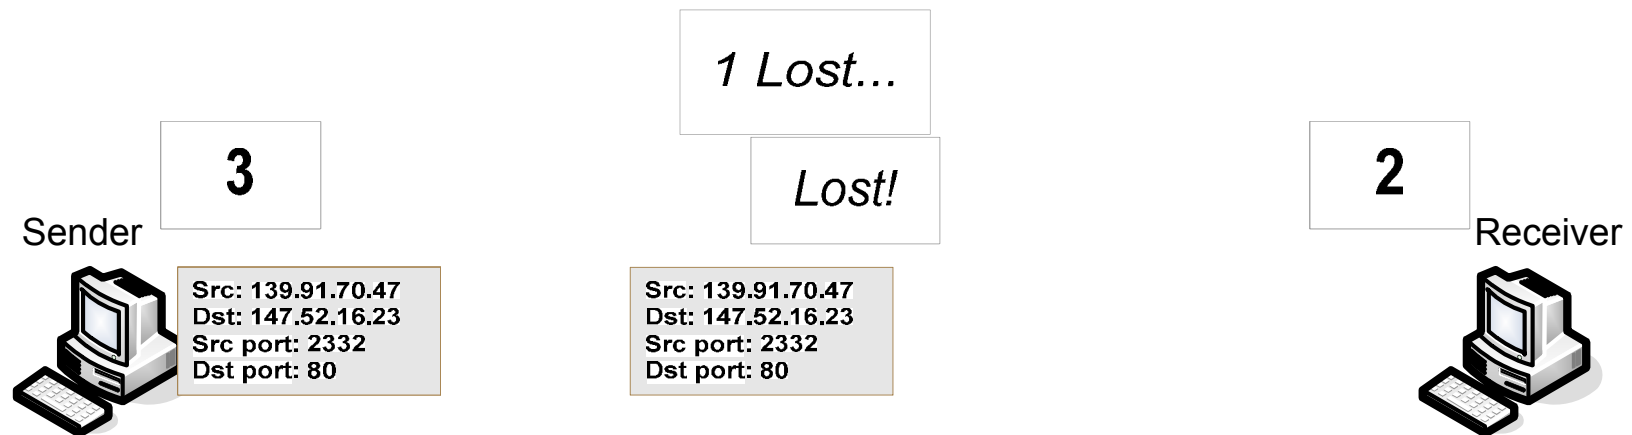 1 Lost...
Lost!
3
2
Sender
Receiver
Src: 139.91.70.47
Dst: 147.52.16.23
Src port: 2332
Dst port: 80
Src: 139.91.70.47
Dst: 147.52.16.23
Src port: 2332
Dst port: 80